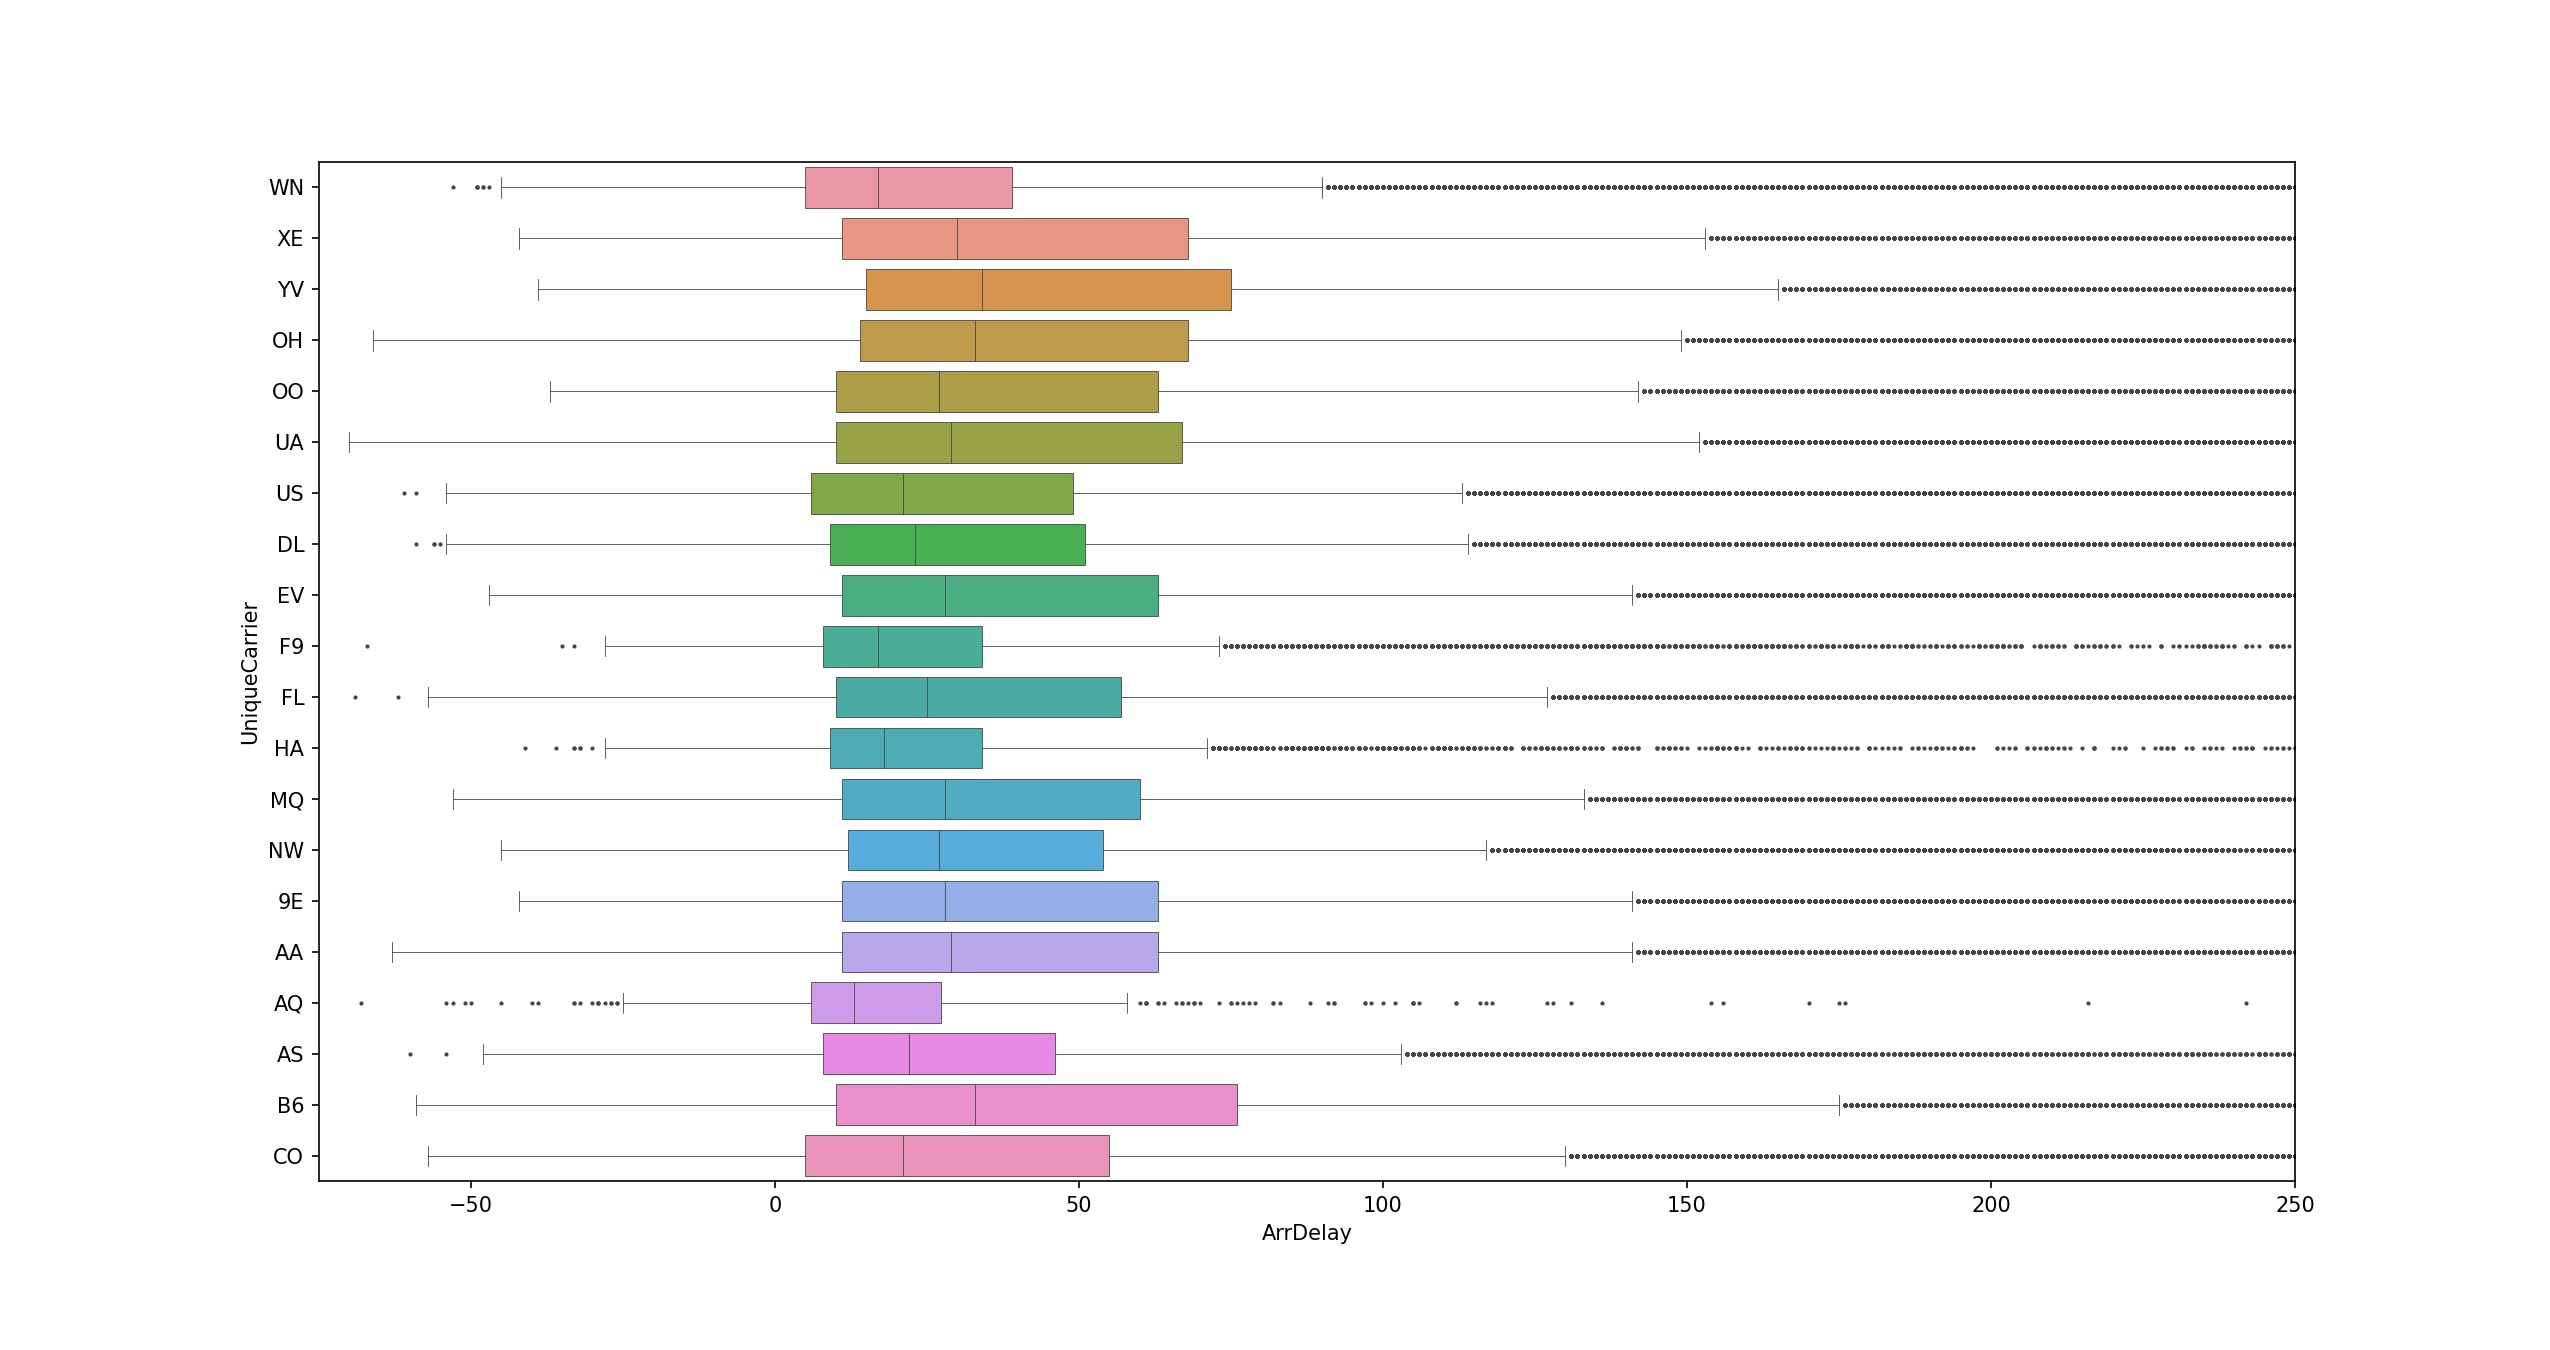 WN
XE
YV
OH
OO
UA
US
DL
EV
F9
FL
HA
MQ
NW
9E
AA
AQ
AS
B6
CO
UniqueCarrier
−50 0 50 100 150 200 250
ArrDelay